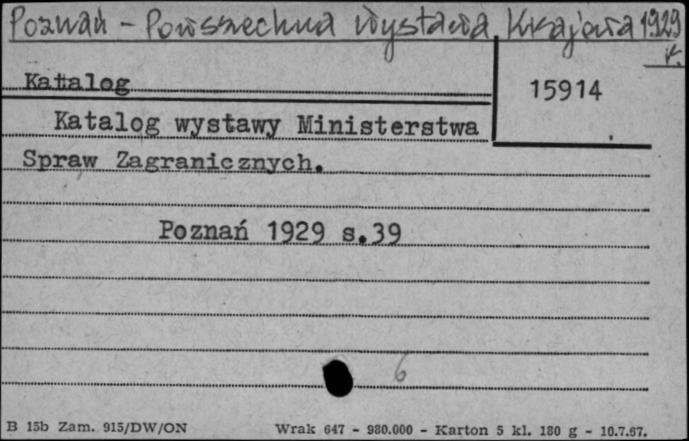 Poznań - Powszechna Wystawa Krajowa 1929
r.
Katalog
15914
Katalog wystawy Ministerstwa
Spraw Zagranicznych.
Poznań 1929 s.39
6
B 15b Zam. 915/DW/ON
Wrak 647 - 980.000 - Karton 5 kl. 180 g - 10.7.67.